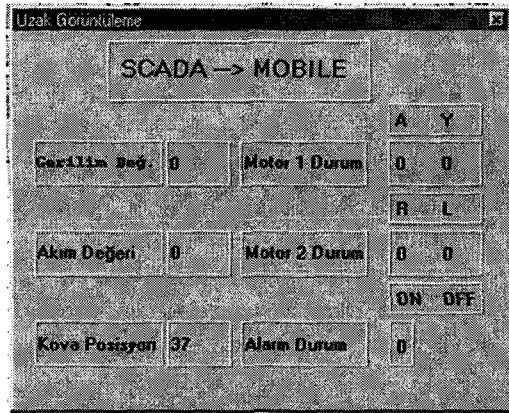 Uzak Görüntüleme
SCADA --> MOBILE
A Y
Gerilim Değ. 0 Motor 1 Durum 0 0
R L
Akım Değeri 0 Motor 2 Durum 0 0
ON OFF
Kova Posisyon 37 Alarm Durum 0